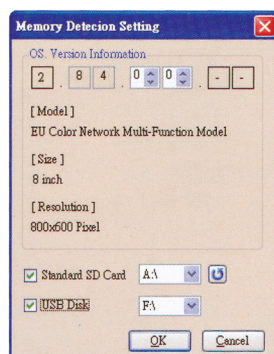 Memory Detecion Setting
OS. Version Information
2 . 8 4 . 0 0 . - -
[ Model ]
EU Color Network Multi-Function Model
[ Size ]
8 inch
[ Resolution ]
800x600 Pixel
Standard SD Card A:\
USB Disk F:\
OK Cancel